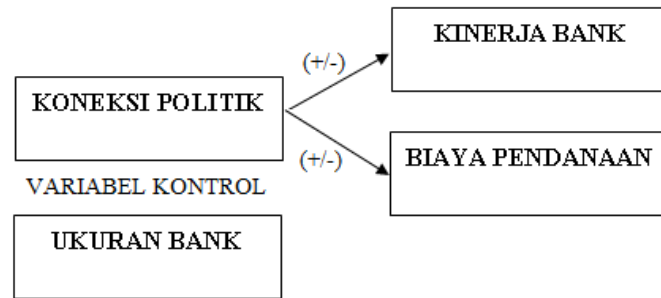 KINERJA BANK
(+/-)
KONEKSI POLITIK
(+/-)
BIAYA PENDANAAN
VARIABEL KONTROL
UKURAN BANK